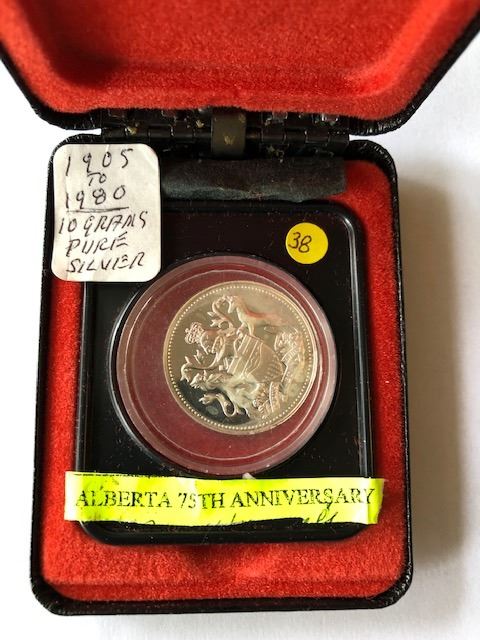 1905
TO
1980
10 GRAMS
PURE
SILVER
38
ALBERTA 75TH ANNIVERSARY